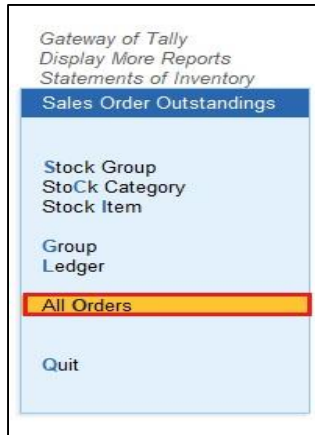 Gateway of Tally
Display More Reports
Statements of Inventory
Sales Order Outstandings
Stock Group
StoCk Category
Stock Item
Group
Ledger
All Orders
Quit